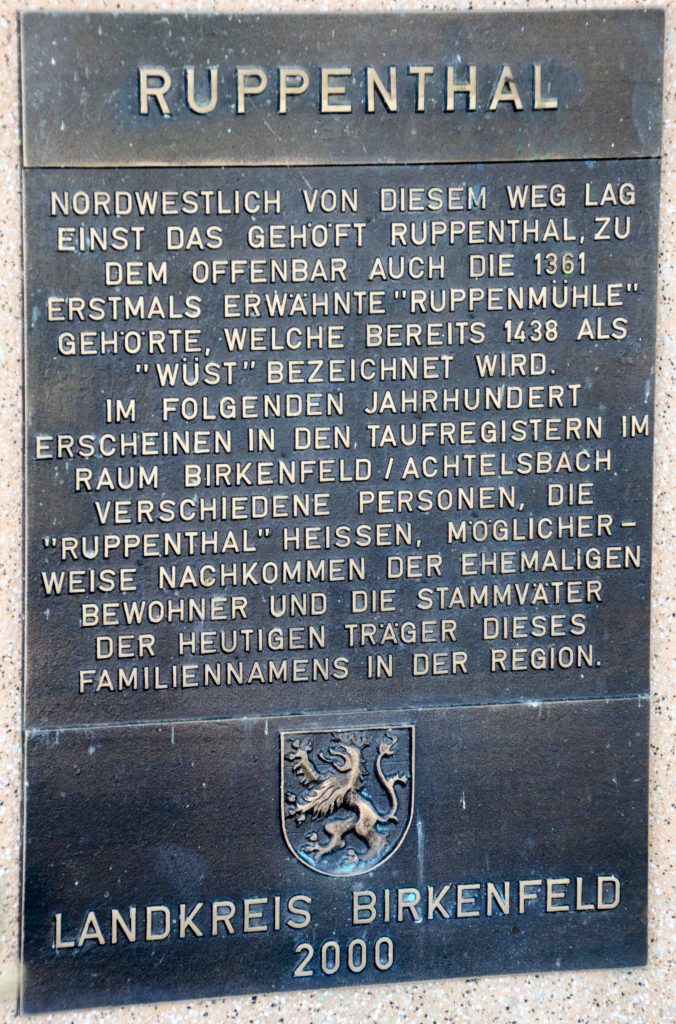 RUPPENTHAL
NORDWESTLICH VON DIESEM WEG LAG
EINST DAS GEHÖFT RUPPENTHAL, ZU
DEM OFFENBAR AUCH DIE 1361
ERSTMALS ERWÄHNTE "RUPPENMÜHLE"
GEHÖRTE, WELCHE BEREITS 1438 ALS
"WÜST" BEZEICHNET WIRD.
IM FOLGENDEN JAHRHUNDERT
ERSCHEINEN IN DEN TAUFREGISTERN IM
RAUM BIRKENFELD / ACHTELSBACH
VERSCHIEDENE PERSONEN, DIE
"RUPPENTHAL" HEISSEN, MÖGLICHER-
WEISE NACHKOMMEN DER EHEMALIGEN
BEWOHNER UND DIE STAMMVÄTER
DER HEUTIGEN TRÄGER DIESES
FAMILIENNAMENS IN DER REGION.
LANDKREIS BIRKENFELD
2000